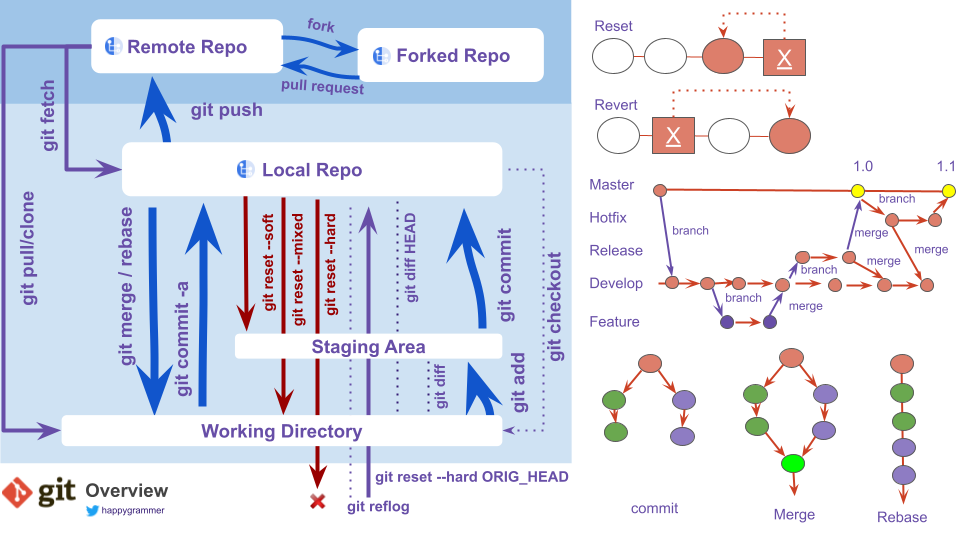 fork
Remote Repo
Forked Repo
pull request
git fetch
git push
Local Repo
git pull/clone
git merge / rebase
git commit -a
git reset --soft
git reset --mixed
git reset --hard
git diff HEAD
git commit
git checkout
Staging Area
git diff
git add
Working Directory
git reset --hard ORIG_HEAD
git reflog
git Overview
happygrammer
Reset
X
Revert
X
1.0
1.1
Master
branch
Hotfix
branch
merge
merge
Release
merge
branch
Develop
branch
merge
Feature
commit
Merge
Rebase